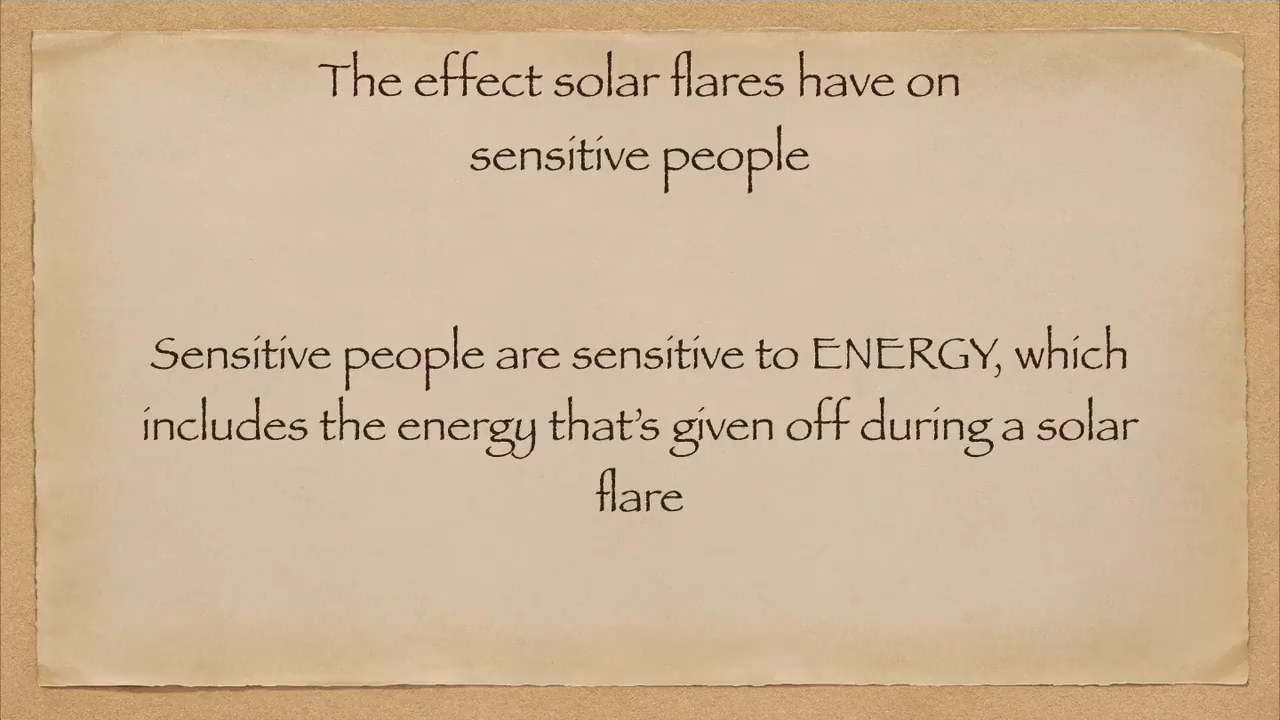 The effect solar flares have on
sensitive people
Sensitive people are sensitive to ENERGY, which
includes the energy that’s given off during a solar
flare